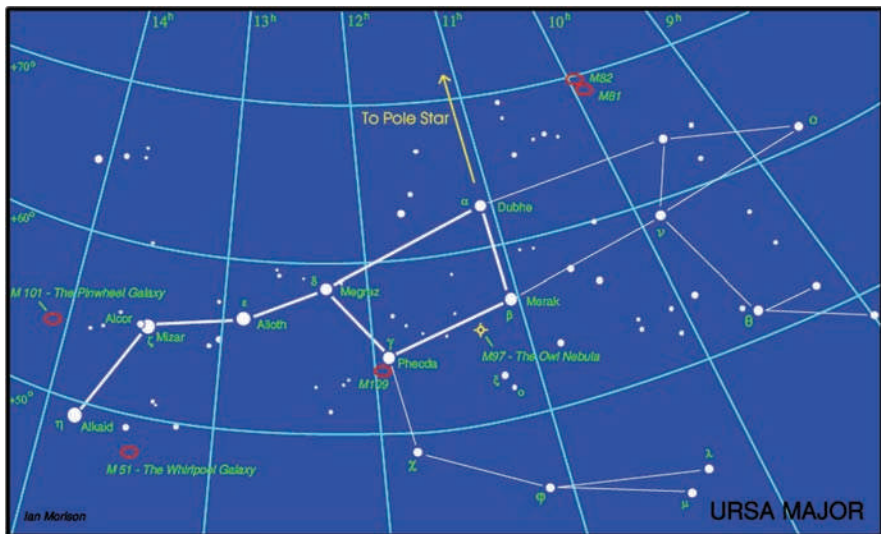 14h 13h 12h 11h 10h 9h
+70°
M82
M81
To Pole Star
ο
α Dubhe
+60°
ν
M 101 - The Pinwheel Galaxy
δ
Megraz
ε
Alioth
Merak
β
Alcor
ζ Mizar
θ
γ
Phecda
M97 - The Owl Nebula
M109
ξ
ο
+50°
η Alkaid
M 51 - The Whirlpool Galaxy
χ
λ
φ
μ
Ian Morison
URSA MAJOR